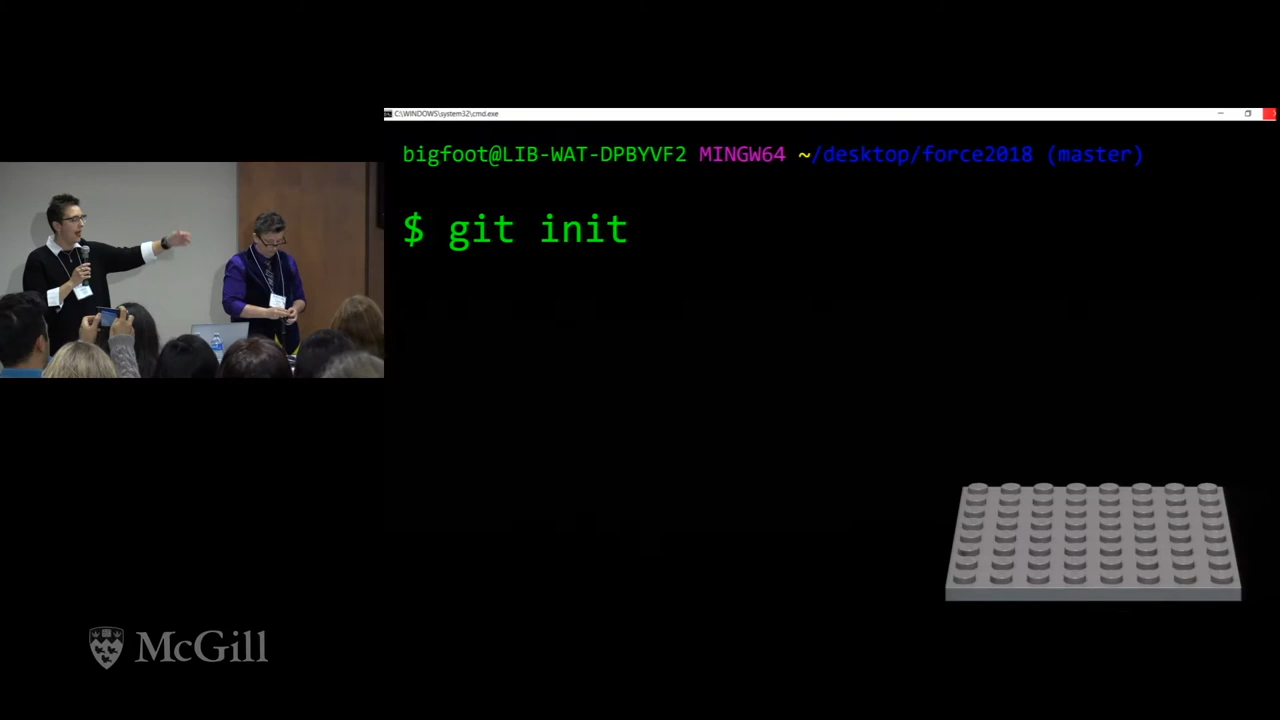 C:\WINDOWS\system32\cmd.exe
bigfoot@LIB-WAT-DPBYVF2 MINGW64 ~/desktop/force2018 (master)
$ git init
McGill